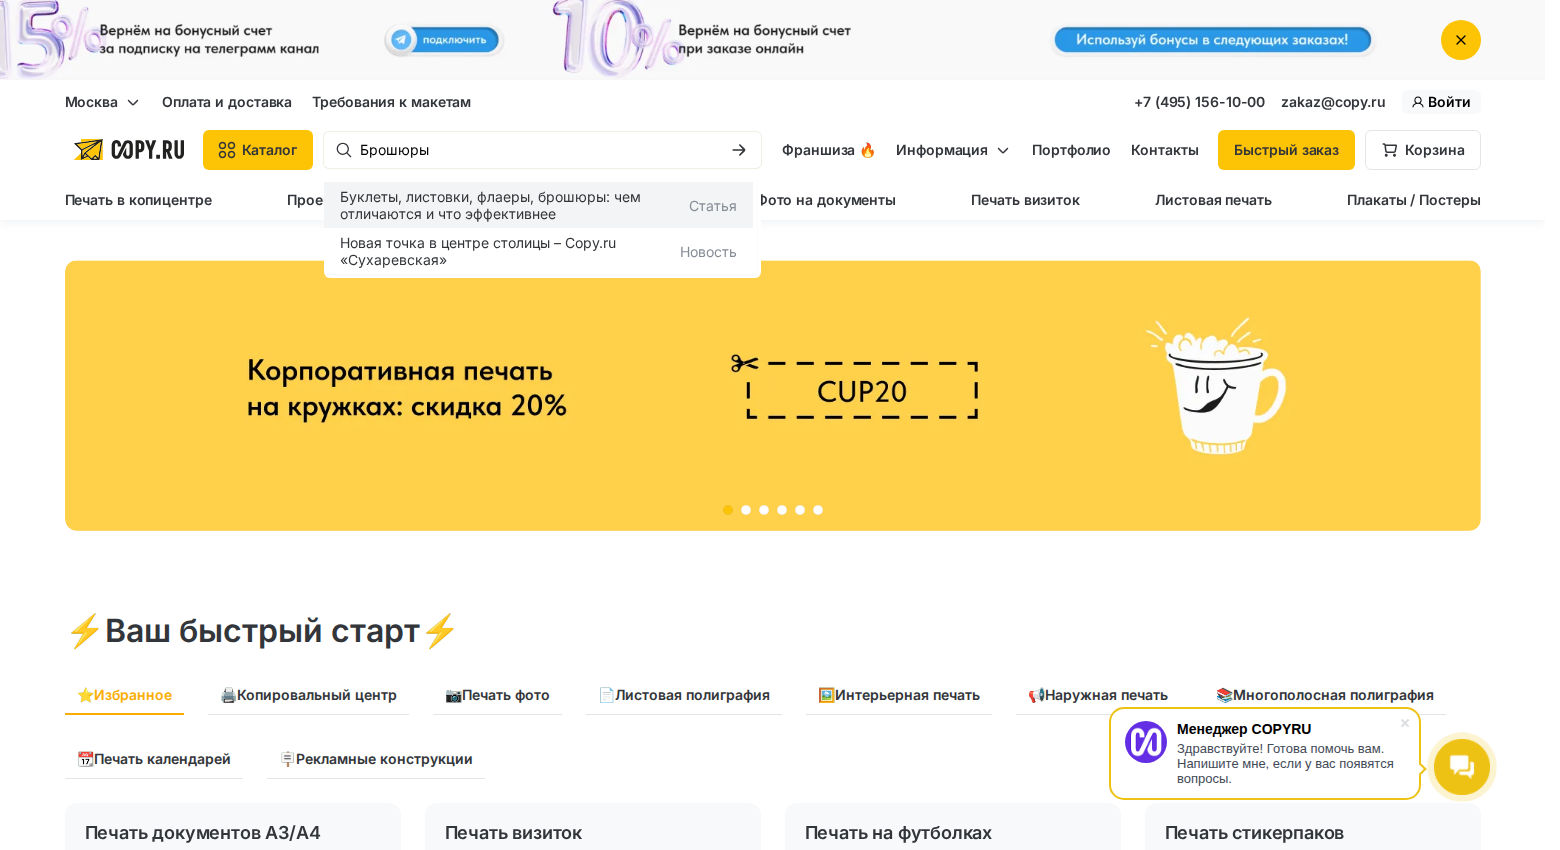 15%
Вернём на бонусный счет
за подписку на телеграмм канал
подключить
10%
Вернём на бонусный счет
при заказе онлайн
Используй бонусы в следующих заказах!
Москва
Оплата и доставка
Требования к макетам
+7 (495) 156-10-00
zakaz@copy.ru
Войти
COPY.RU
Каталог
Брошюры
Франшиза 🔥
Информация
Портфолио
Контакты
Быстрый заказ
Корзина
Печать в копицентре
Прое
Фото на документы
Печать визиток
Листовая печать
Плакаты / Постеры
Буклеты, листовки, флаеры, брошюры: чем
отличаются и что эффективнее
Статья
Новая точка в центре столицы – Copy.ru
«Сухаревская»
Новость
Корпоративная печать
на кружках: скидка 20%
CUP20
⚡Ваш быстрый старт⚡
⭐Избранное
🖨️Копировальный центр
📷Печать фото
📄Листовая полиграфия
🖼️Интерьерная печать
📢Наружная печать
📚Многополосная полиграфия
📆Печать календарей
🪧Рекламные конструкции
Менеджер COPYRU
Здравствуйте! Готова помочь вам.
Напишите мне, если у вас появятся
вопросы.
Печать документов А3/А4
Печать визиток
Печать на футболках
Печать стикерпаков